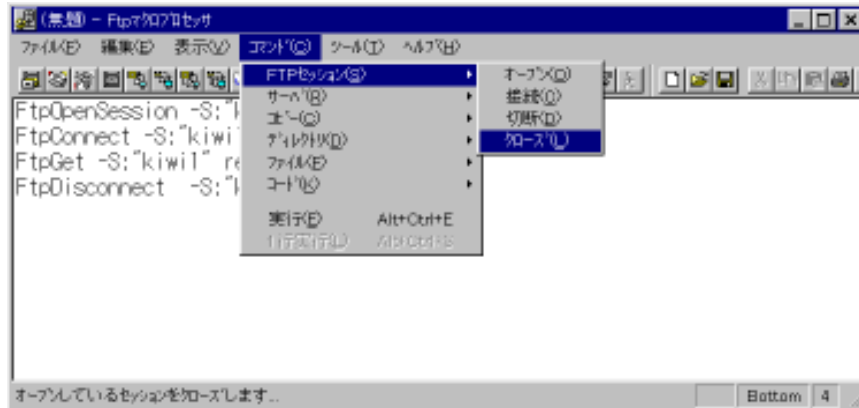 (無題) - Ftpﾏｸﾛﾌﾟﾛｾｯｻ
ﾌｧｲﾙ(F) 編集(E) 表示(V) ｺﾏﾝﾄﾞ(C) ﾂｰﾙ(T) ﾍﾙﾌﾟ(H)
FtpOpenSession -S:"k
FtpConnect -S:"kiwi
FtpGet -S:"kiwi1" re
FtpDisconnect -S:"k
FTPｾｯｼｮﾝ(S)
ｻｰﾊﾞ(R)
ｺﾋﾟｰ(C)
ﾃﾞｨﾚｸﾄﾘ(D)
ﾌｧｲﾙ(F)
ｺｰﾄﾞ(K)
実行(E) Alt+Ctrl+E
1行実行(L)
ｵｰﾌﾟﾝ(O)
接続(C)
切断(D)
ｸﾛｰｽﾞ(L)
ｵｰﾌﾟﾝしているｾｯｼｮﾝをｸﾛｰｽﾞします...
Bottom 4